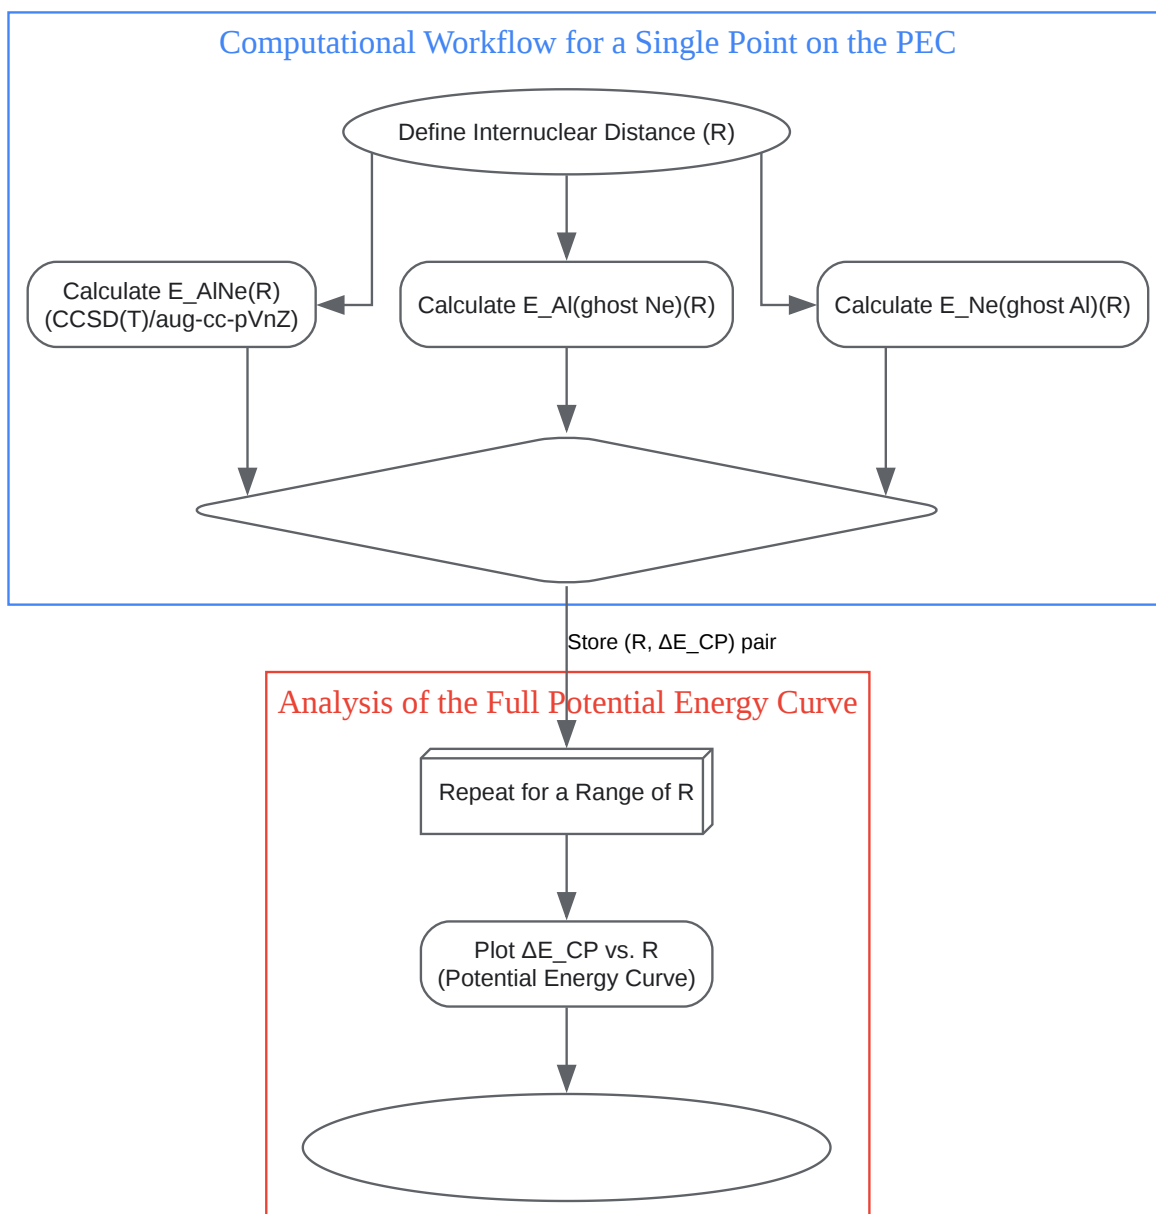 Computational Workflow for a Single Point on the PEC
Define Internuclear Distance (R)
Calculate E_AlNe(R)
(CCSD(T)/aug-cc-pVnZ)
Calculate E_Al(ghost Ne)(R)
Calculate E_Ne(ghost Al)(R)
Store (R, ΔE_CP) pair
Analysis of the Full Potential Energy Curve
Repeat for a Range of R
Plot ΔE_CP vs. R
(Potential Energy Curve)